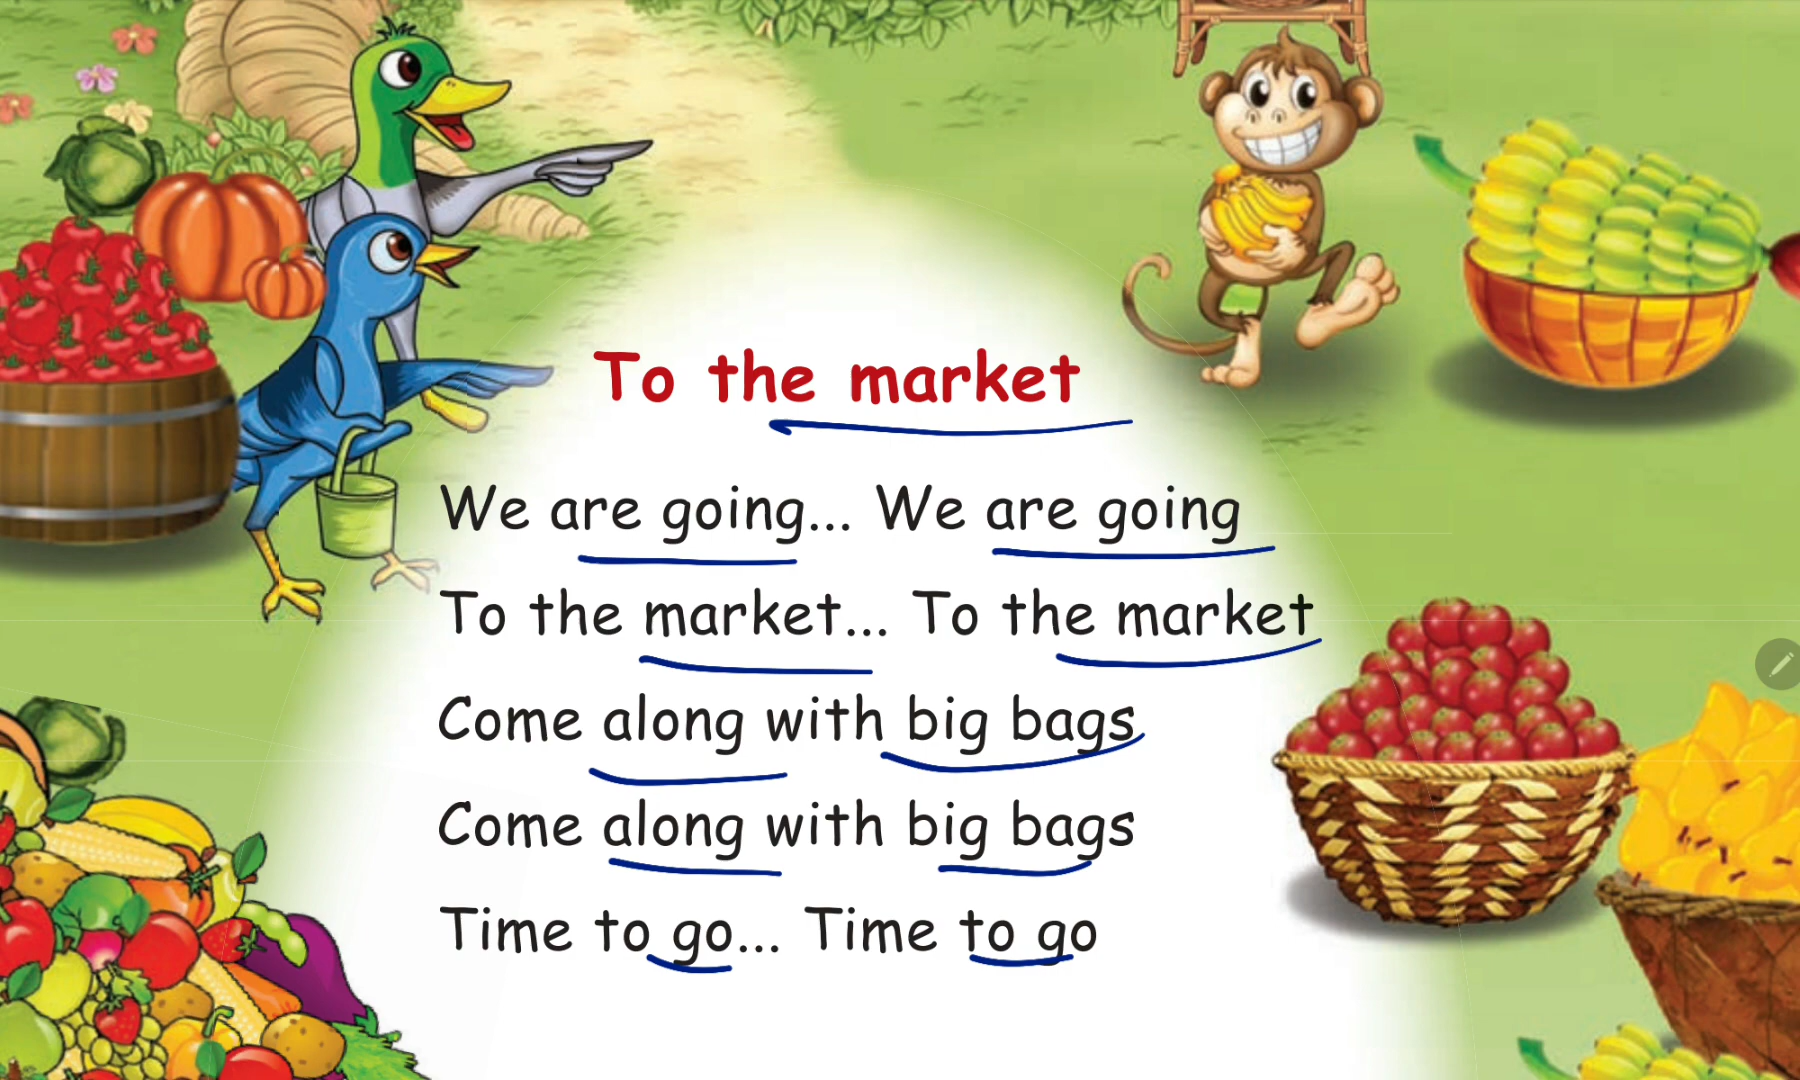 To the market
We are going... We are going
To the market... To the market
Come along with big bags
Come along with big bags
Time to go... Time to go